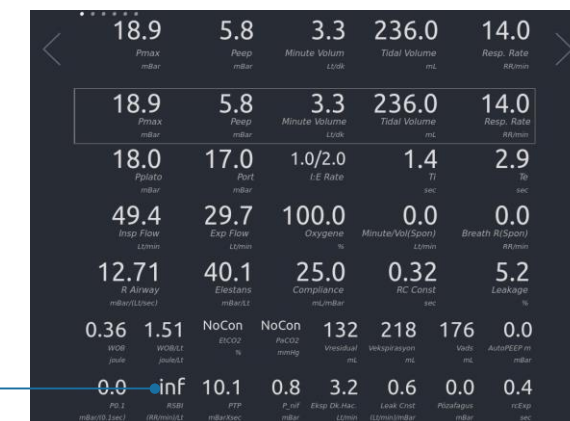 18.9 5.8 3.3 236.0 14.0
Pmax Peep Minute Volum Tidal Volume Resp. Rate
mBar mBar Lt/dk mL RR/min
18.9 5.8 3.3 236.0 14.0
Pmax Peep Minute Volume Tidal Volume Resp. Rate
mBar mBar Lt/dk mL RR/min
18.0 17.0 1.0/2.0 1.4 2.9
Pplato Port I:E Rate Ti Te
mBar mBar sec sec
49.4 29.7 100.0 0.0 0.0
Insp Flow Exp Flow Oxygene Minute/Vol(Spon) Breath R(Spon)
Lt/min Lt/min % Lt/min RR/min
12.71 40.1 25.0 0.32 5.2
R Airway Elestans Compliance RC Const Leakage
mBar/(Lt/sec) mBar/Lt mL/mBar sec %
0.36 1.51 NoCon NoCon 132 218 176 0.0
WOB WOB/Lt EtCO2 PaCO2 Vresidual Vekspirasyon Vads AutoPEEP m
joule joule/Lt % mmHg mL mL mL mBar
0.0 inf 10.1 0.8 3.2 0.6 0.0 0.4
P0.1 RSBI PTP P_nif Eksp Dk.Hac. Leak Cnst Pözafagus rcExp
mBar/(0.1sec) (RR/min)/Lt mBarXsec mBar Lt/min (Lt/min)/mBar mBar sec